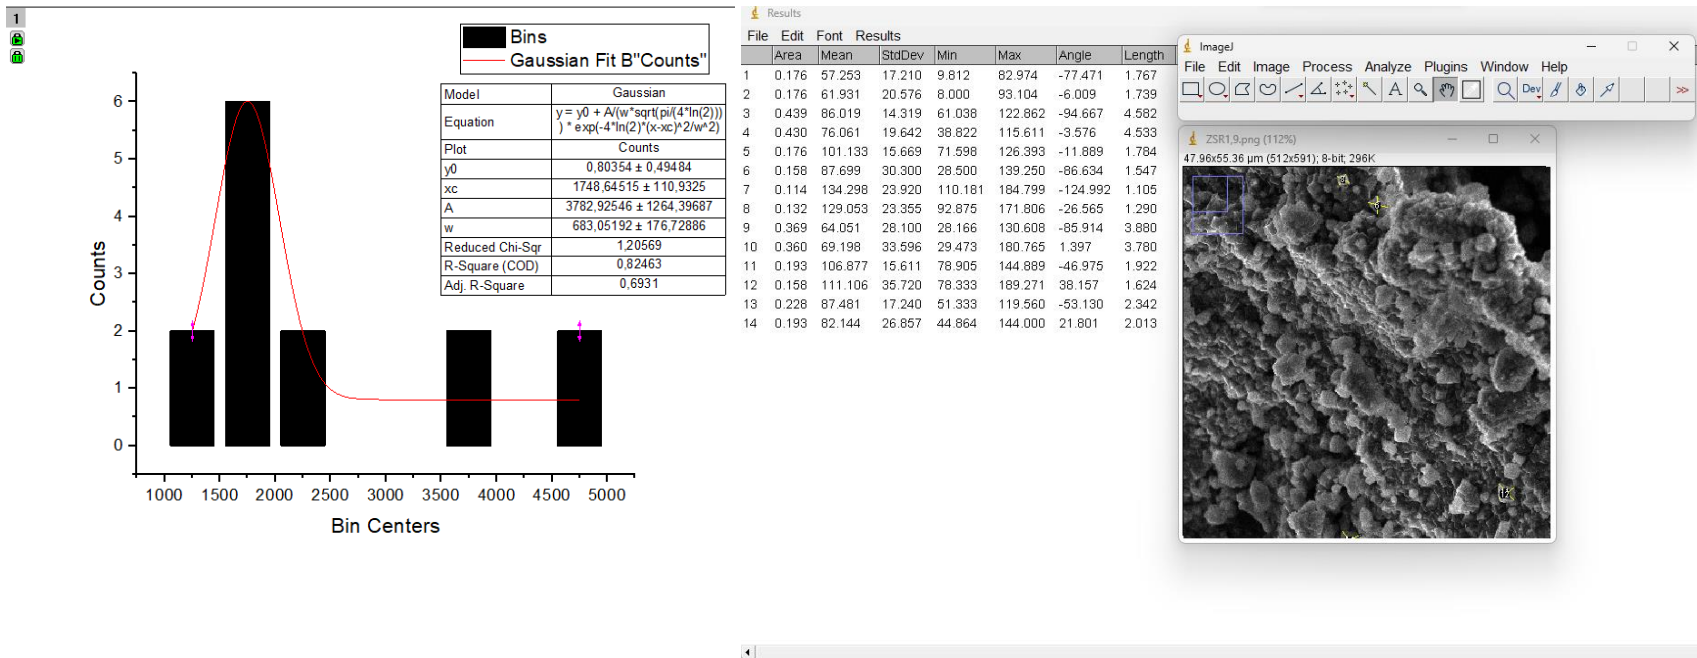 1
Bins
Gaussian Fit B"Counts"
Model Gaussian
Equation y = y0 + A/(w*sqrt(pi/(4*ln(2)))
) * exp(-4*ln(2)*(x-xc)^2/w^2)
Plot Counts
y0 0,80354 ± 0,49484
xc 1748,64515 ± 110,9325
A 3782,92546 ± 1264,39687
w 683,05192 ± 176,72886
Reduced Chi-Sqr 1,20569
R-Square (COD) 0,82463
Adj. R-Square 0,6931
6
5
4
3
2
1
0
Counts
1000 1500 2000 2500 3000 3500 4000 4500 5000
Bin Centers
Results
File Edit Font Results
Area Mean StdDev Min Max Angle Length
1 0.176 57.253 17.210 9.812 82.974 -77.471 1.767
2 0.176 61.931 20.576 8.000 93.104 -6.009 1.739
3 0.439 86.019 14.319 61.038 122.862 -94.667 4.582
4 0.430 76.061 19.642 38.822 115.611 -3.576 4.533
5 0.176 101.133 15.669 71.598 126.393 -11.889 1.784
6 0.158 87.699 30.300 28.500 139.250 -86.634 1.547
7 0.114 134.298 23.920 110.181 184.799 -124.992 1.105
8 0.132 129.053 23.355 92.875 171.806 -26.565 1.290
9 0.369 64.051 28.100 28.166 130.608 -85.914 3.880
10 0.360 69.198 33.596 29.473 180.765 1.397 3.780
11 0.193 106.877 15.611 78.905 144.889 -46.975 1.922
12 0.158 111.106 35.720 78.333 189.271 38.157 1.624
13 0.228 87.481 17.240 51.333 119.560 -53.130 2.342
14 0.193 82.144 26.857 44.864 144.000 21.801 2.013
ImageJ
File Edit Image Process Analyze Plugins Window Help
A Dev >>
ZSR1,9.png (112%)
47.96x55.36 µm (512x591); 8-bit; 296K